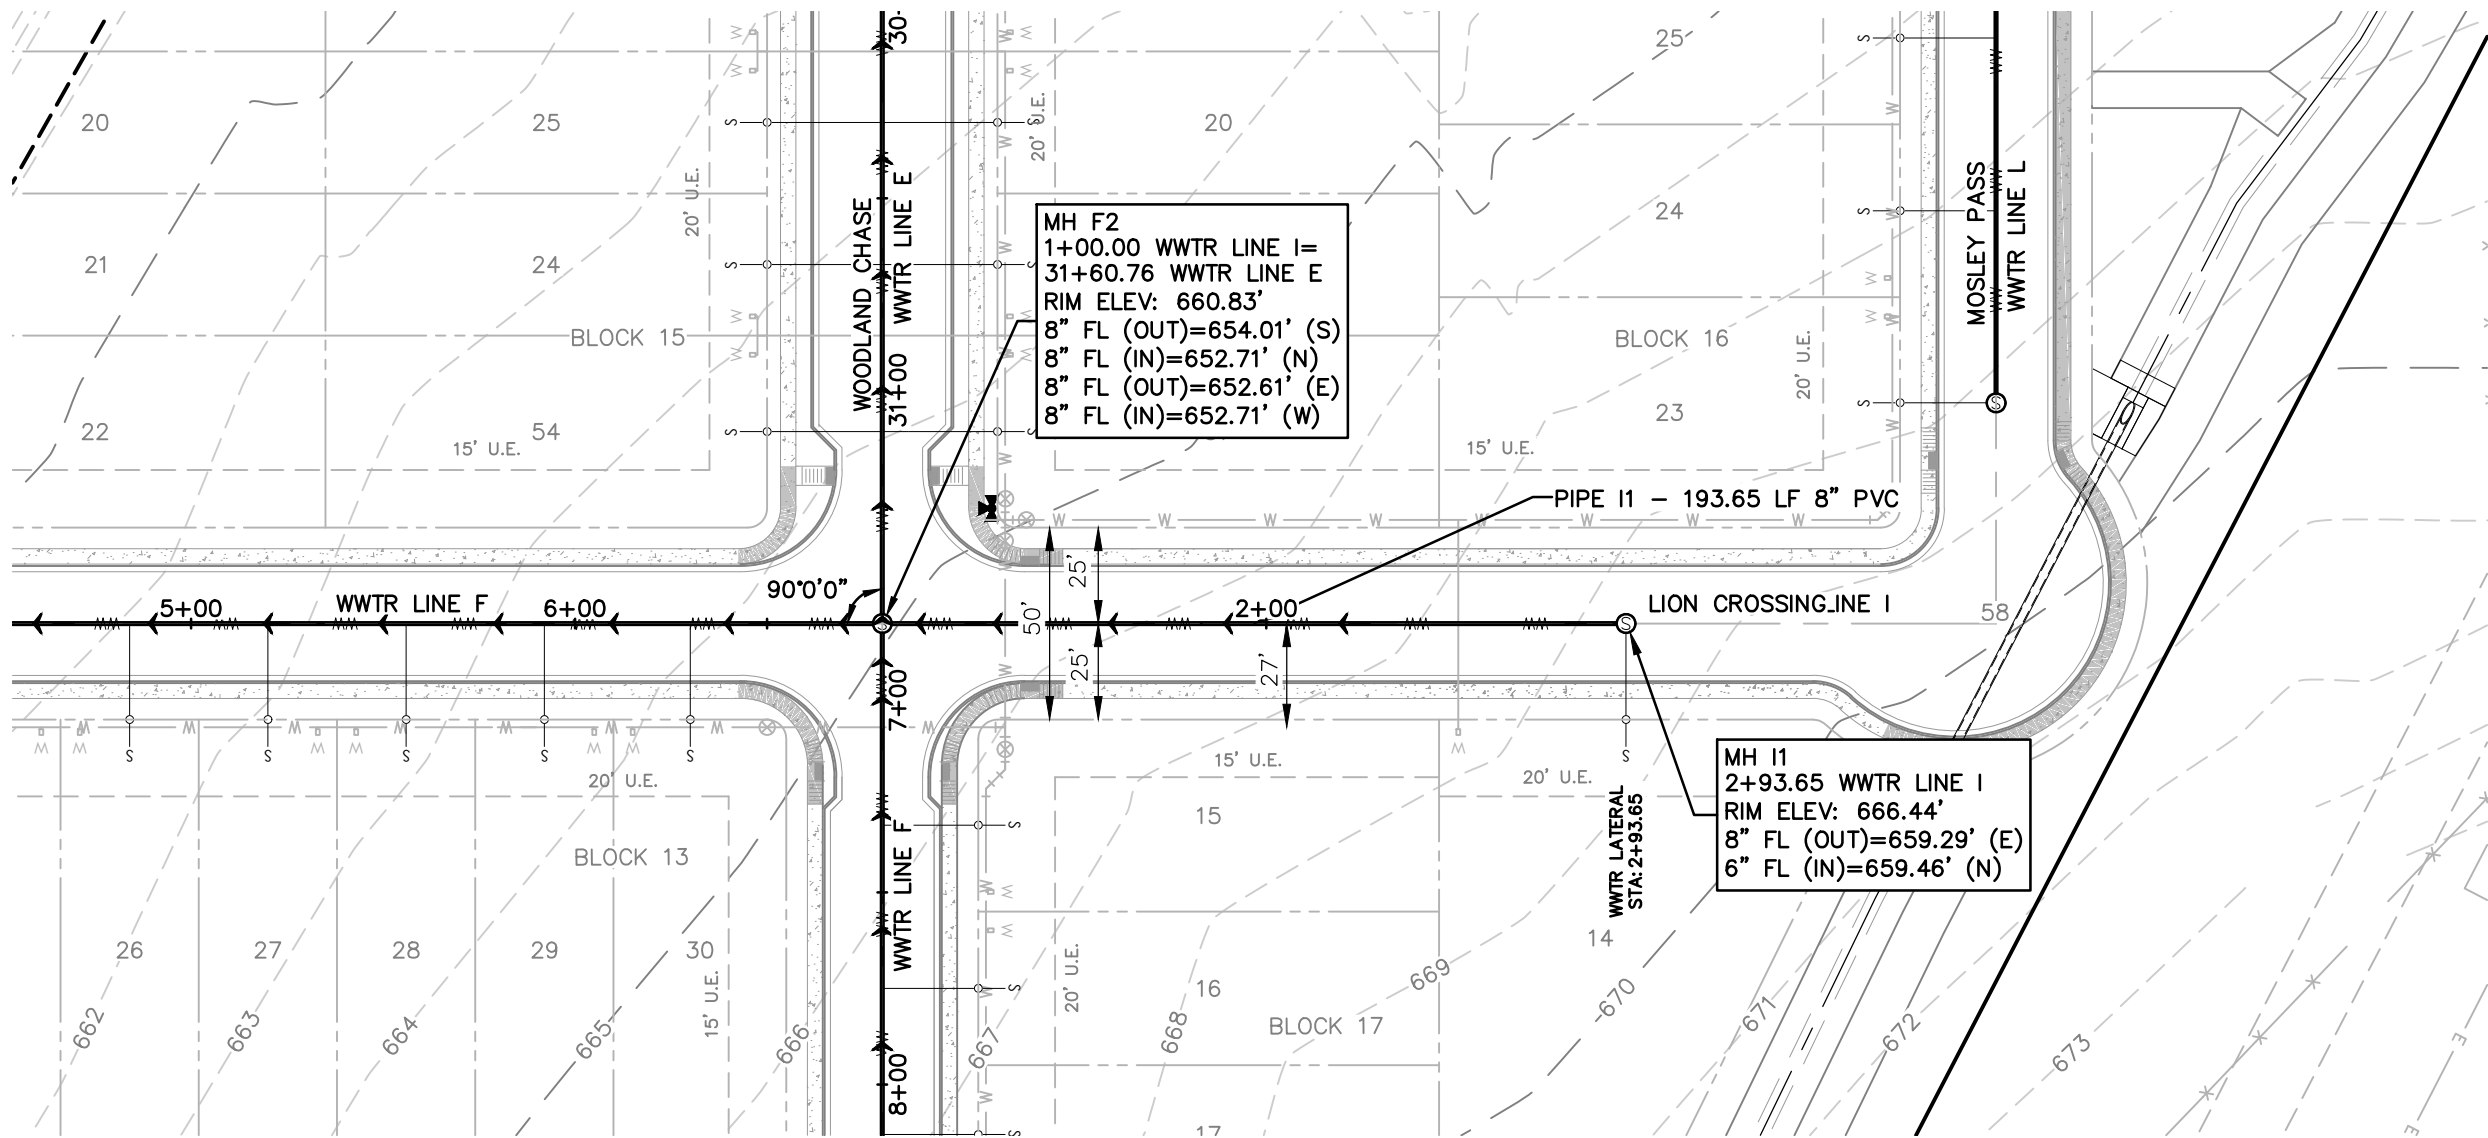 30-
25
20
25
20
20' U.E.
20' U.E.
WOODLAND CHASE
WWTR LINE E
24
MOSLEY PASS
WWTR LINE L
MH F2
1+00.00 WWTR LINE I=
31+60.76 WWTR LINE E
RIM ELEV: 660.83'
8" FL (OUT)=654.01' (S)
8" FL (IN)=652.71' (N)
8" FL (OUT)=652.61' (E)
8" FL (IN)=652.71' (W)
21
24
BLOCK 15
BLOCK 16
20' U.E.
31+00
23
22
54
15' U.E.
15' U.E.
PIPE I1 - 193.65 LF 8" PVC
90°0'0"
25'
50'
25'
27'
5+00
WWTR LINE F
6+00
2+00
LION CROSSING
LINE I
58
7+00
15' U.E.
20' U.E.
20' U.E.
MH I1
2+93.65 WWTR LINE I
RIM ELEV: 666.44'
8" FL (OUT)=659.29' (E)
6" FL (IN)=659.46' (N)
WWTR LATERAL
STA:2+93.65
15
BLOCK 13
WWTR LINE F
26
27
28
29
30
14
15' U.E.
20' U.E.
16
BLOCK 17
662
663
664
665
666
667
668
669
670
671
672
673
8+00
17